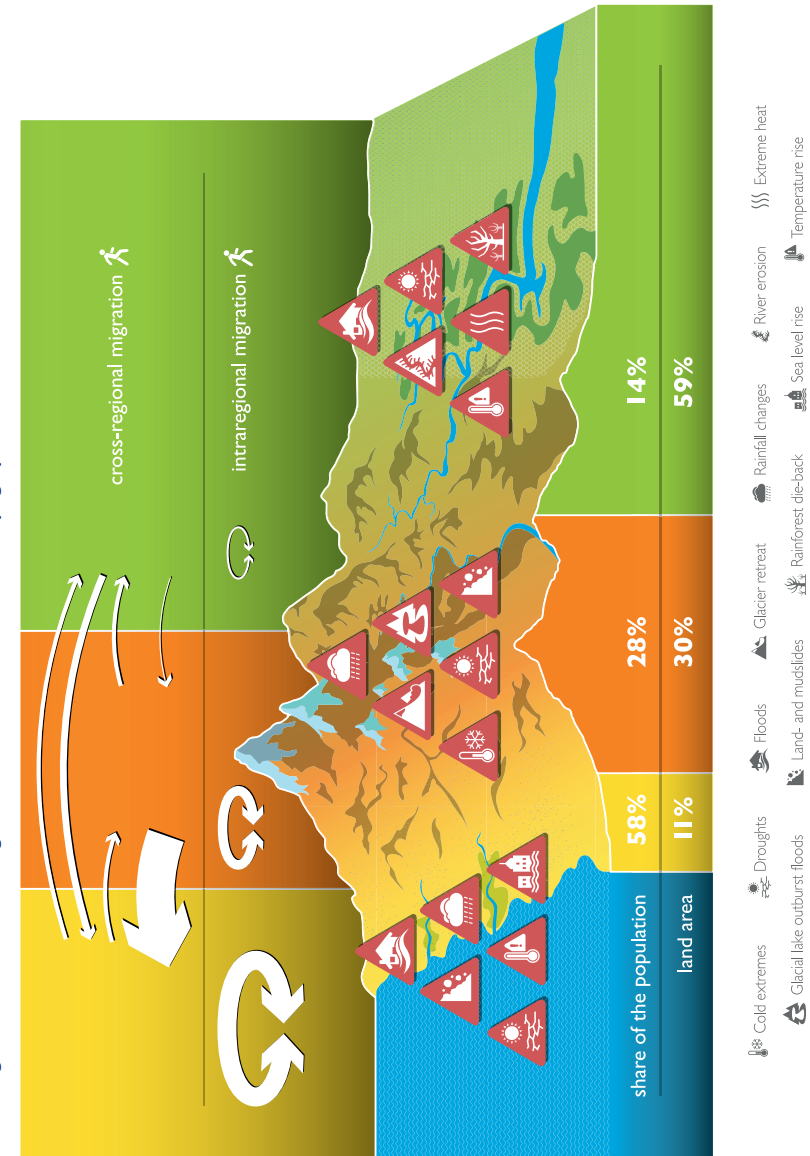 cross-regional migration
intraregional migration
share of the population 58% 28% 14%
land area 11% 30% 59%
Cold extremes Droughts Floods Glacier retreat Rainfall changes River erosion Extreme heat
Glacial lake outburst floods Land- and mudslides Rainforest die-back Sea level rise Temperature rise